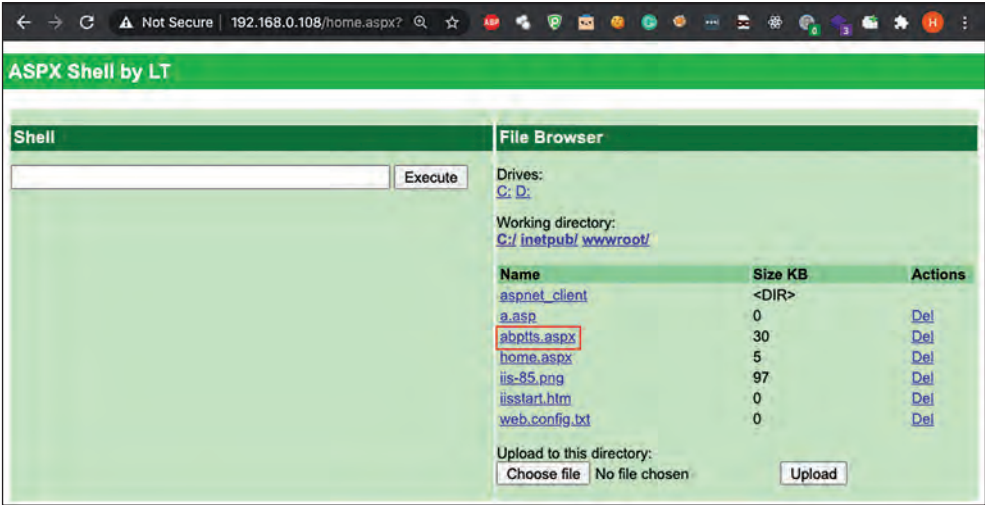 Not Secure | 192.168.0.108/home.aspx?
ASPX Shell by LT
Shell
Execute
File Browser
Drives:
C: D:
Working directory:
C:/ inetpub/ wwwroot/
Name Size KB Actions
aspnet_client <DIR>
a.asp 0 Del
abptts.aspx 30 Del
home.aspx 5 Del
iis-85.png 97 Del
iisstart.htm 0 Del
web.config.txt 0 Del
Upload to this directory:
Choose file No file chosen Upload